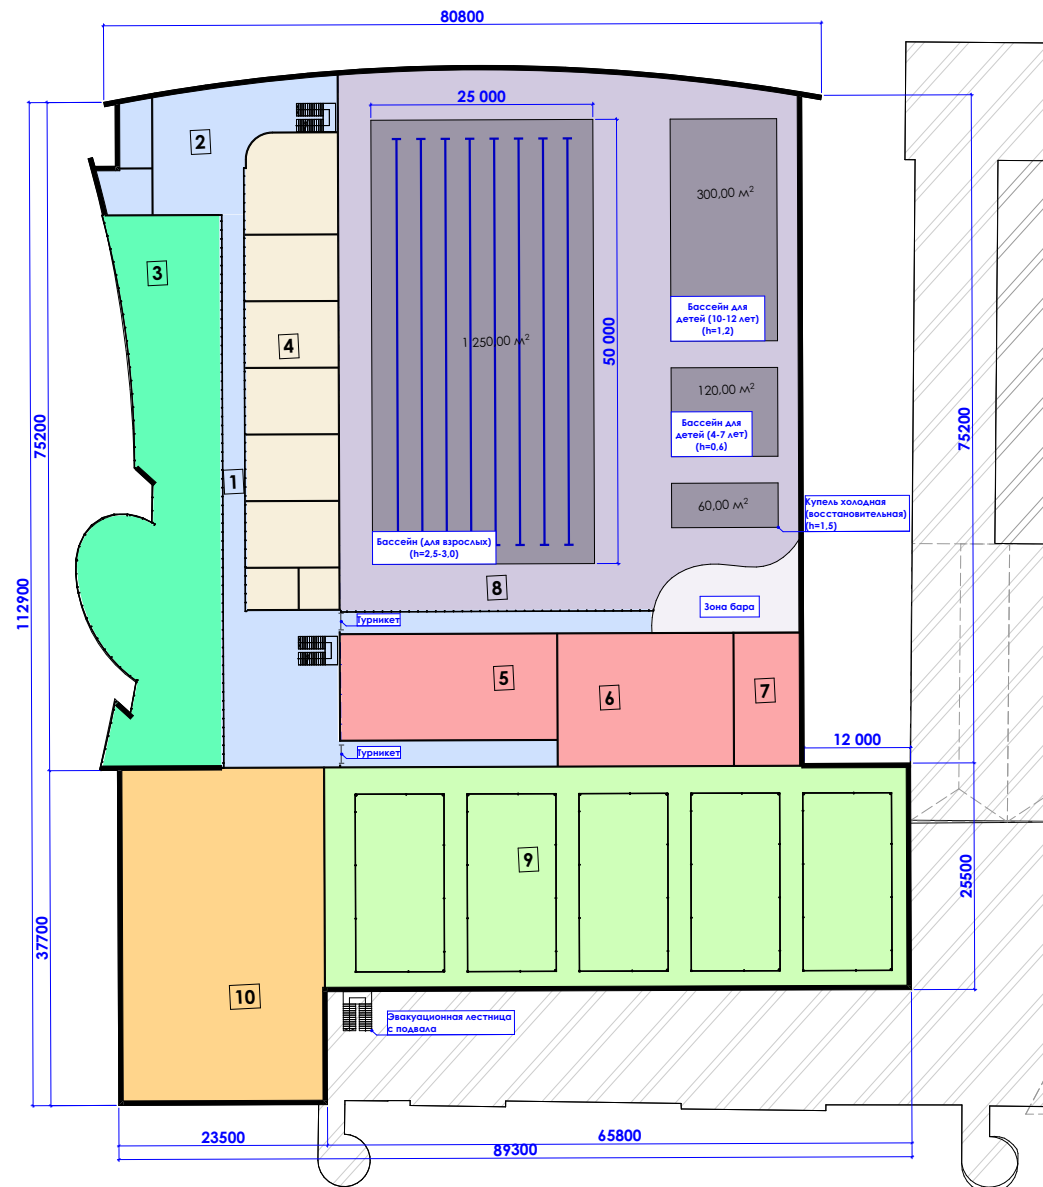 80800
25 000
2
300,00 м²
3
Бассейн для
детей (10-12 лет)
(h=1,2)
4
1 250,00 м²
50 000
120,00 м²
Бассейн для
детей (4-7 лет)
(h=0,6)
75200
75200
1
60,00 м²
Купель холодная
(восстановительная)
(h=1,5)
Бассейн (для взрослых)
(h=2,5-3,0)
8
112900
Зона бара
Турникет
5
6
7
Турникет
12 000
9
25500
37700
10
Эвакуационная лестница
с подвала
23500
65800
89300